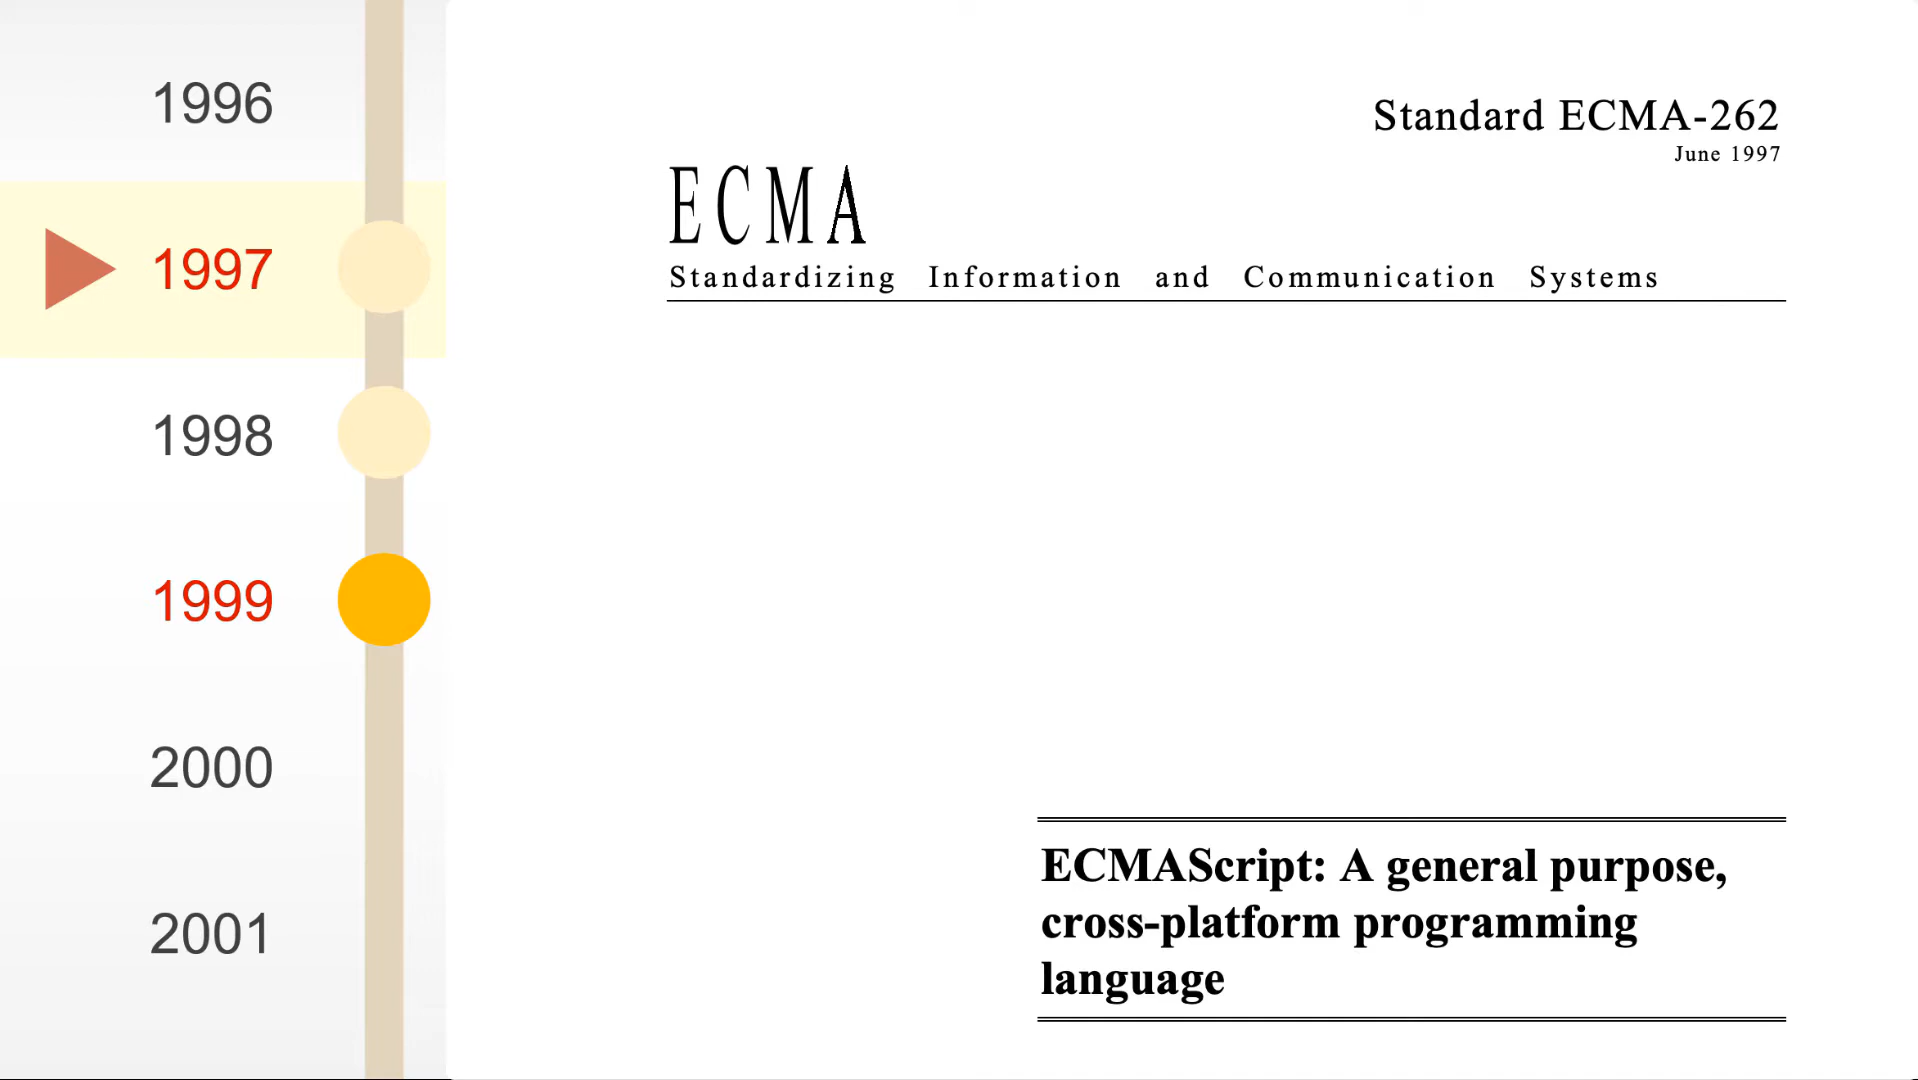 1996
1997
1998
1999
2000
2001
Standard ECMA-262
June 1997
ECMA
Standardizing Information and Communication Systems
ECMAScript: A general purpose,
cross-platform programming
language